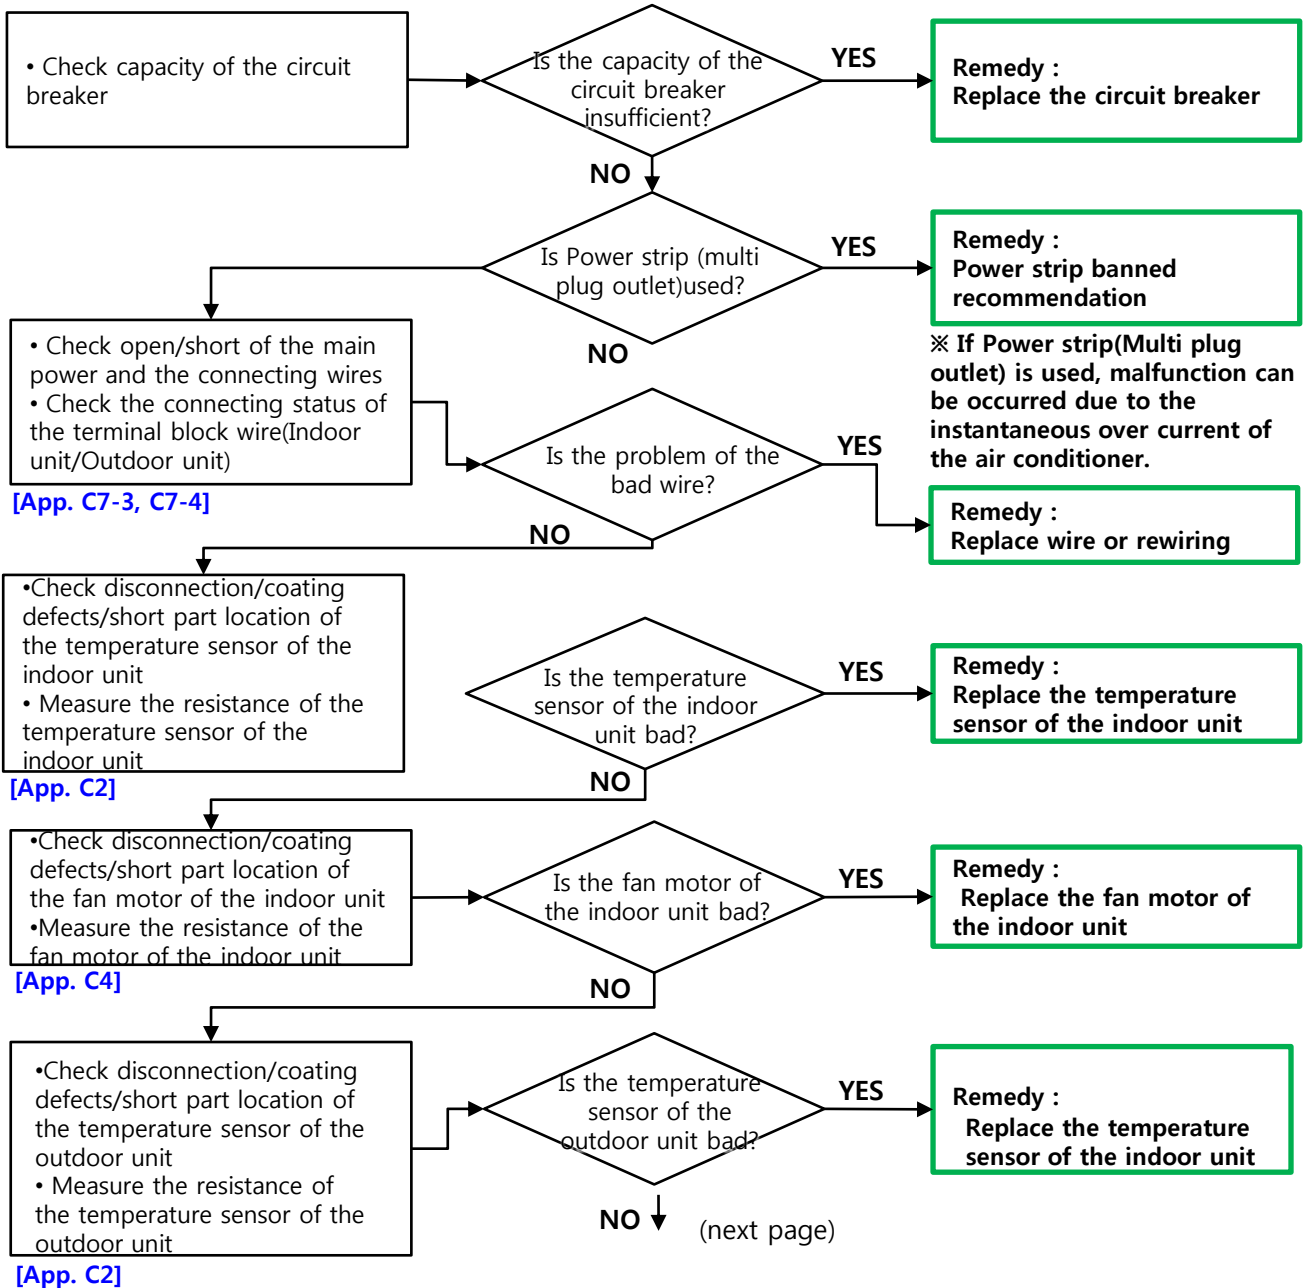 • Check capacity of the circuit
breaker
Is the capacity of the
circuit breaker
insufficient?
YES
Remedy :
Replace the circuit breaker
NO
Is Power strip (multi
plug outlet)used?
YES
Remedy :
Power strip banned
recommendation
※ If Power strip(Multi plug
outlet) is used, malfunction can
be occurred due to the
instantaneous over current of
the air conditioner.
NO
• Check open/short of the main
power and the connecting wires
• Check the connecting status of
the terminal block wire(Indoor
unit/Outdoor unit)
[App. C7-3, C7-4]
Is the problem of the
bad wire?
YES
Remedy :
Replace wire or rewiring
NO
•Check disconnection/coating
defects/short part location of
the temperature sensor of the
indoor unit
• Measure the resistance of the
temperature sensor of the
indoor unit
[App. C2]
Is the temperature
sensor of the indoor
unit bad?
YES
Remedy :
Replace the temperature
sensor of the indoor unit
NO
•Check disconnection/coating
defects/short part location of
the fan motor of the indoor unit
•Measure the resistance of the
fan motor of the indoor unit
[App. C4]
Is the fan motor of
the indoor unit bad?
YES
Remedy :
Replace the fan motor of
the indoor unit
NO
•Check disconnection/coating
defects/short part location of
the temperature sensor of the
outdoor unit
• Measure the resistance of
the temperature sensor of the
outdoor unit
[App. C2]
Is the temperature
sensor of the
outdoor unit bad?
YES
Remedy :
Replace the temperature
sensor of the indoor unit
NO
(next page)